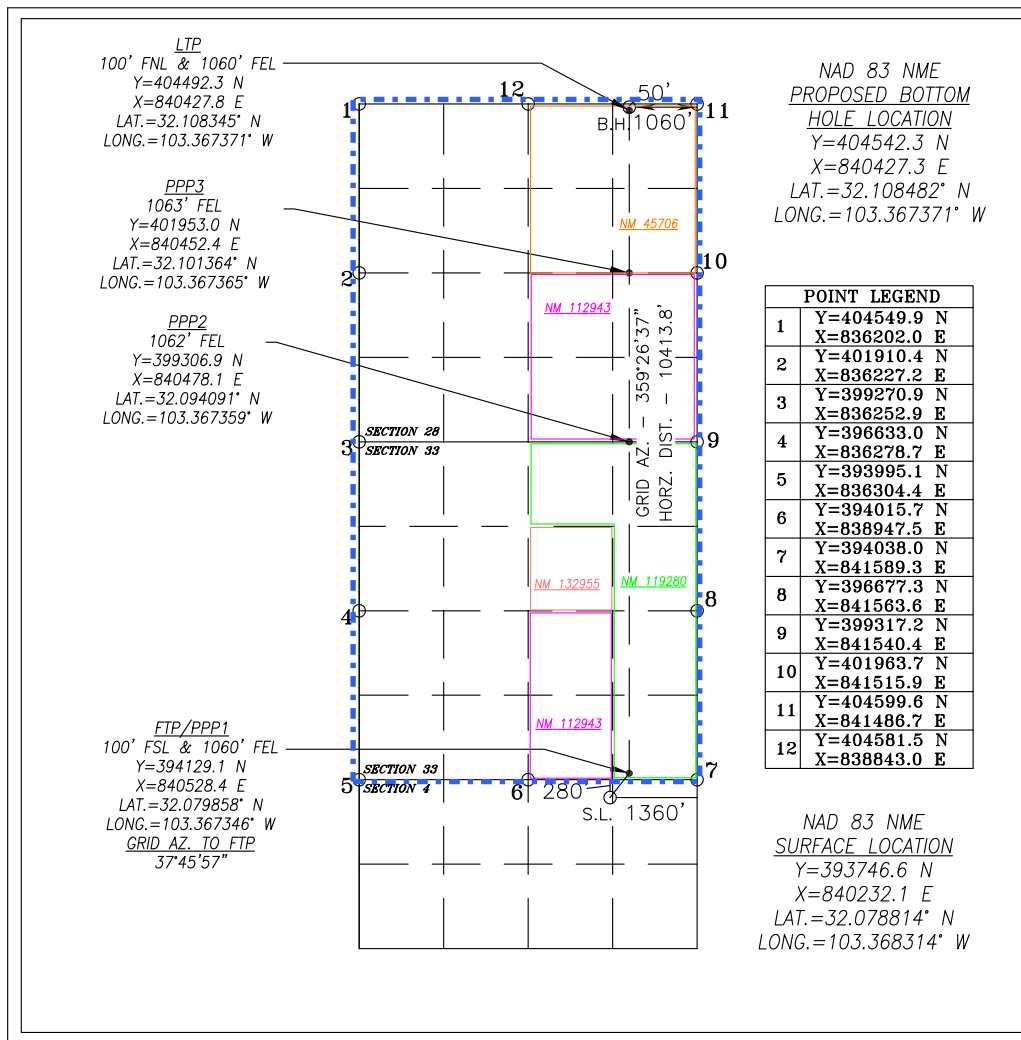 LTP
100' FNL & 1060' FEL
Y=404492.3 N
X=840427.8 E
LAT.=32.108345° N
LONG.=103.367371° W
PPP3
1063' FEL
Y=401953.0 N
X=840452.4 E
LAT.=32.101364° N
LONG.=103.367365° W
PPP2
1062' FEL
Y=399306.9 N
X=840478.1 E
LAT.=32.094091° N
LONG.=103.367359° W
FTP/PPP1
100' FSL & 1060' FEL
Y=394129.1 N
X=840528.4 E
LAT.=32.079858° N
LONG.=103.367346° W
GRID AZ. TO FTP
37°45'57"
1
12
50'
11
B.H.
1060'
NM 45706
2
10
NM 112943
GRID AZ. - 359°26'37"
HORZ. DIST. - 10413.8'
SECTION 28
3
SECTION 33
9
NM 132955
NM 119280
4
8
NM 112943
SECTION 33
5
SECTION 4
6
280'
7
S.L. 1360'
NAD 83 NME
PROPOSED BOTTOM
HOLE LOCATION
Y=404542.3 N
X=840427.3 E
LAT.=32.108482° N
LONG.=103.367371° W
POINT LEGEND
1 Y=404549.9 N
X=836202.0 E
2 Y=401910.4 N
X=836227.2 E
3 Y=399270.9 N
X=836252.9 E
4 Y=396633.0 N
X=836278.7 E
5 Y=393995.1 N
X=836304.4 E
6 Y=394015.7 N
X=838947.5 E
7 Y=394038.0 N
X=841589.3 E
8 Y=396677.3 N
X=841563.6 E
9 Y=399317.2 N
X=841540.4 E
10 Y=401963.7 N
X=841515.9 E
11 Y=404599.6 N
X=841486.7 E
12 Y=404581.5 N
X=838843.0 E
NAD 83 NME
SURFACE LOCATION
Y=393746.6 N
X=840232.1 E
LAT.=32.078814° N
LONG.=103.368314° W